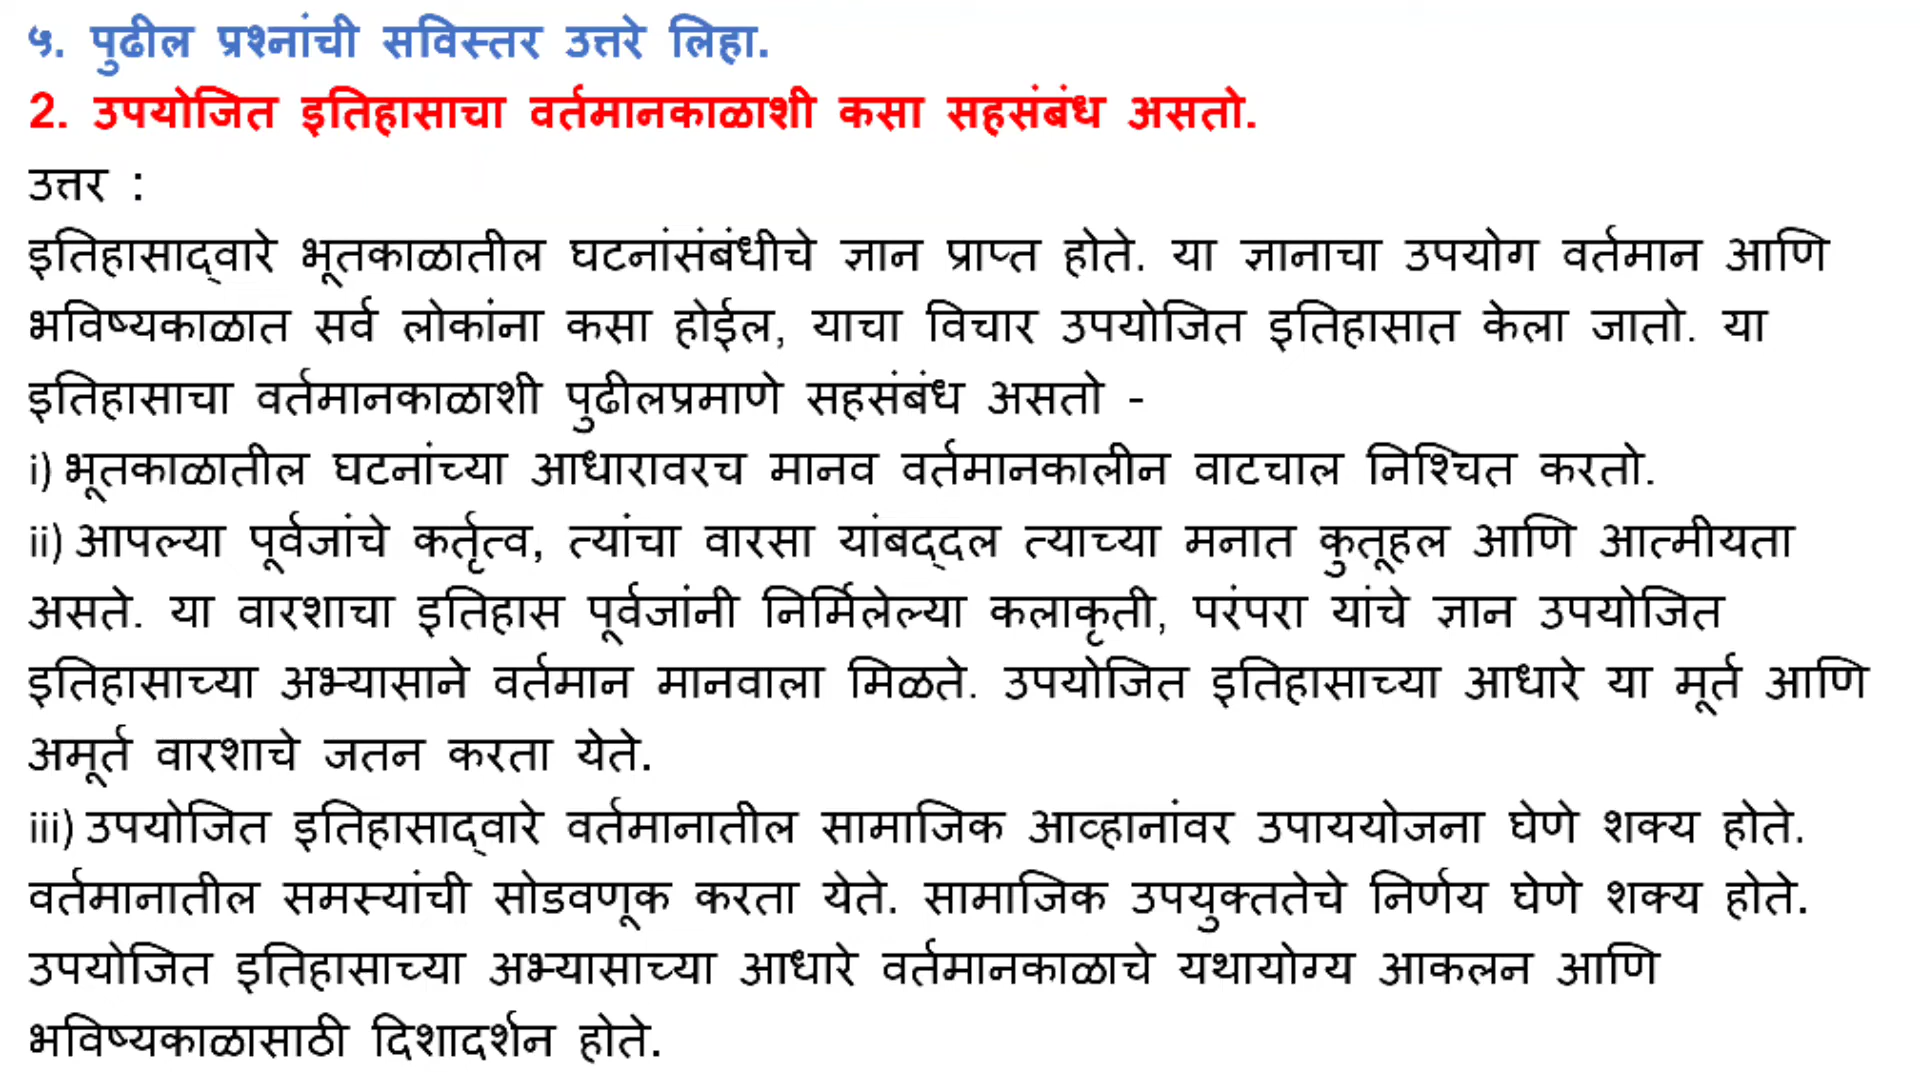 ५. पुढील प्रश्नांची सविस्तर उत्तरे लिहा.
2. उपयोजित इतिहासाचा वर्तमानकाळाशी कसा सहसंबंध असतो.
उत्तर :
इतिहासाद्‌वारे भूतकाळातील घटनांसंबंधीचे ज्ञान प्राप्त होते. या ज्ञानाचा उपयोग वर्तमान आणि
भविष्यकाळात सर्व लोकांना कसा होईल, याचा विचार उपयोजित इतिहासात केला जातो. या
इतिहासाचा वर्तमानकाळाशी पुढीलप्रमाणे सहसंबंध असतो -
i) भूतकाळातील घटनांच्या आधारावरच मानव वर्तमानकालीन वाटचाल निश्चित करतो.
ii) आपल्या पूर्वजांचे कर्तृत्व, त्यांचा वारसा यांबद्‌दल त्याच्या मनात कुतूहल आणि आत्मीयता
असते. या वारशाचा इतिहास पूर्वजांनी निर्मिलेल्या कलाकृती, परंपरा यांचे ज्ञान उपयोजित
इतिहासाच्या अभ्यासाने वर्तमान मानवाला मिळते. उपयोजित इतिहासाच्या आधारे या मूर्त आणि
अमूर्त वारशाचे जतन करता येते.
iii) उपयोजित इतिहासाद्‌वारे वर्तमानातील सामाजिक आव्हानांवर उपाययोजना घेणे शक्य होते.
वर्तमानातील समस्यांची सोडवणूक करता येते. सामाजिक उपयुक्ततेचे निर्णय घेणे शक्य होते.
उपयोजित इतिहासाच्या अभ्यासाच्या आधारे वर्तमानकाळाचे यथायोग्य आकलन आणि
भविष्यकाळासाठी दिशादर्शन होते.